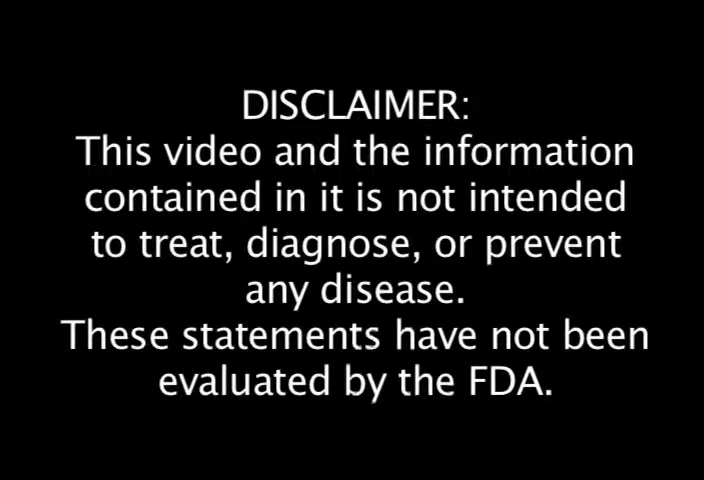 DISCLAIMER:
This video and the information
contained in it is not intended
to treat, diagnose, or prevent
any disease.
These statements have not been
evaluated by the FDA.